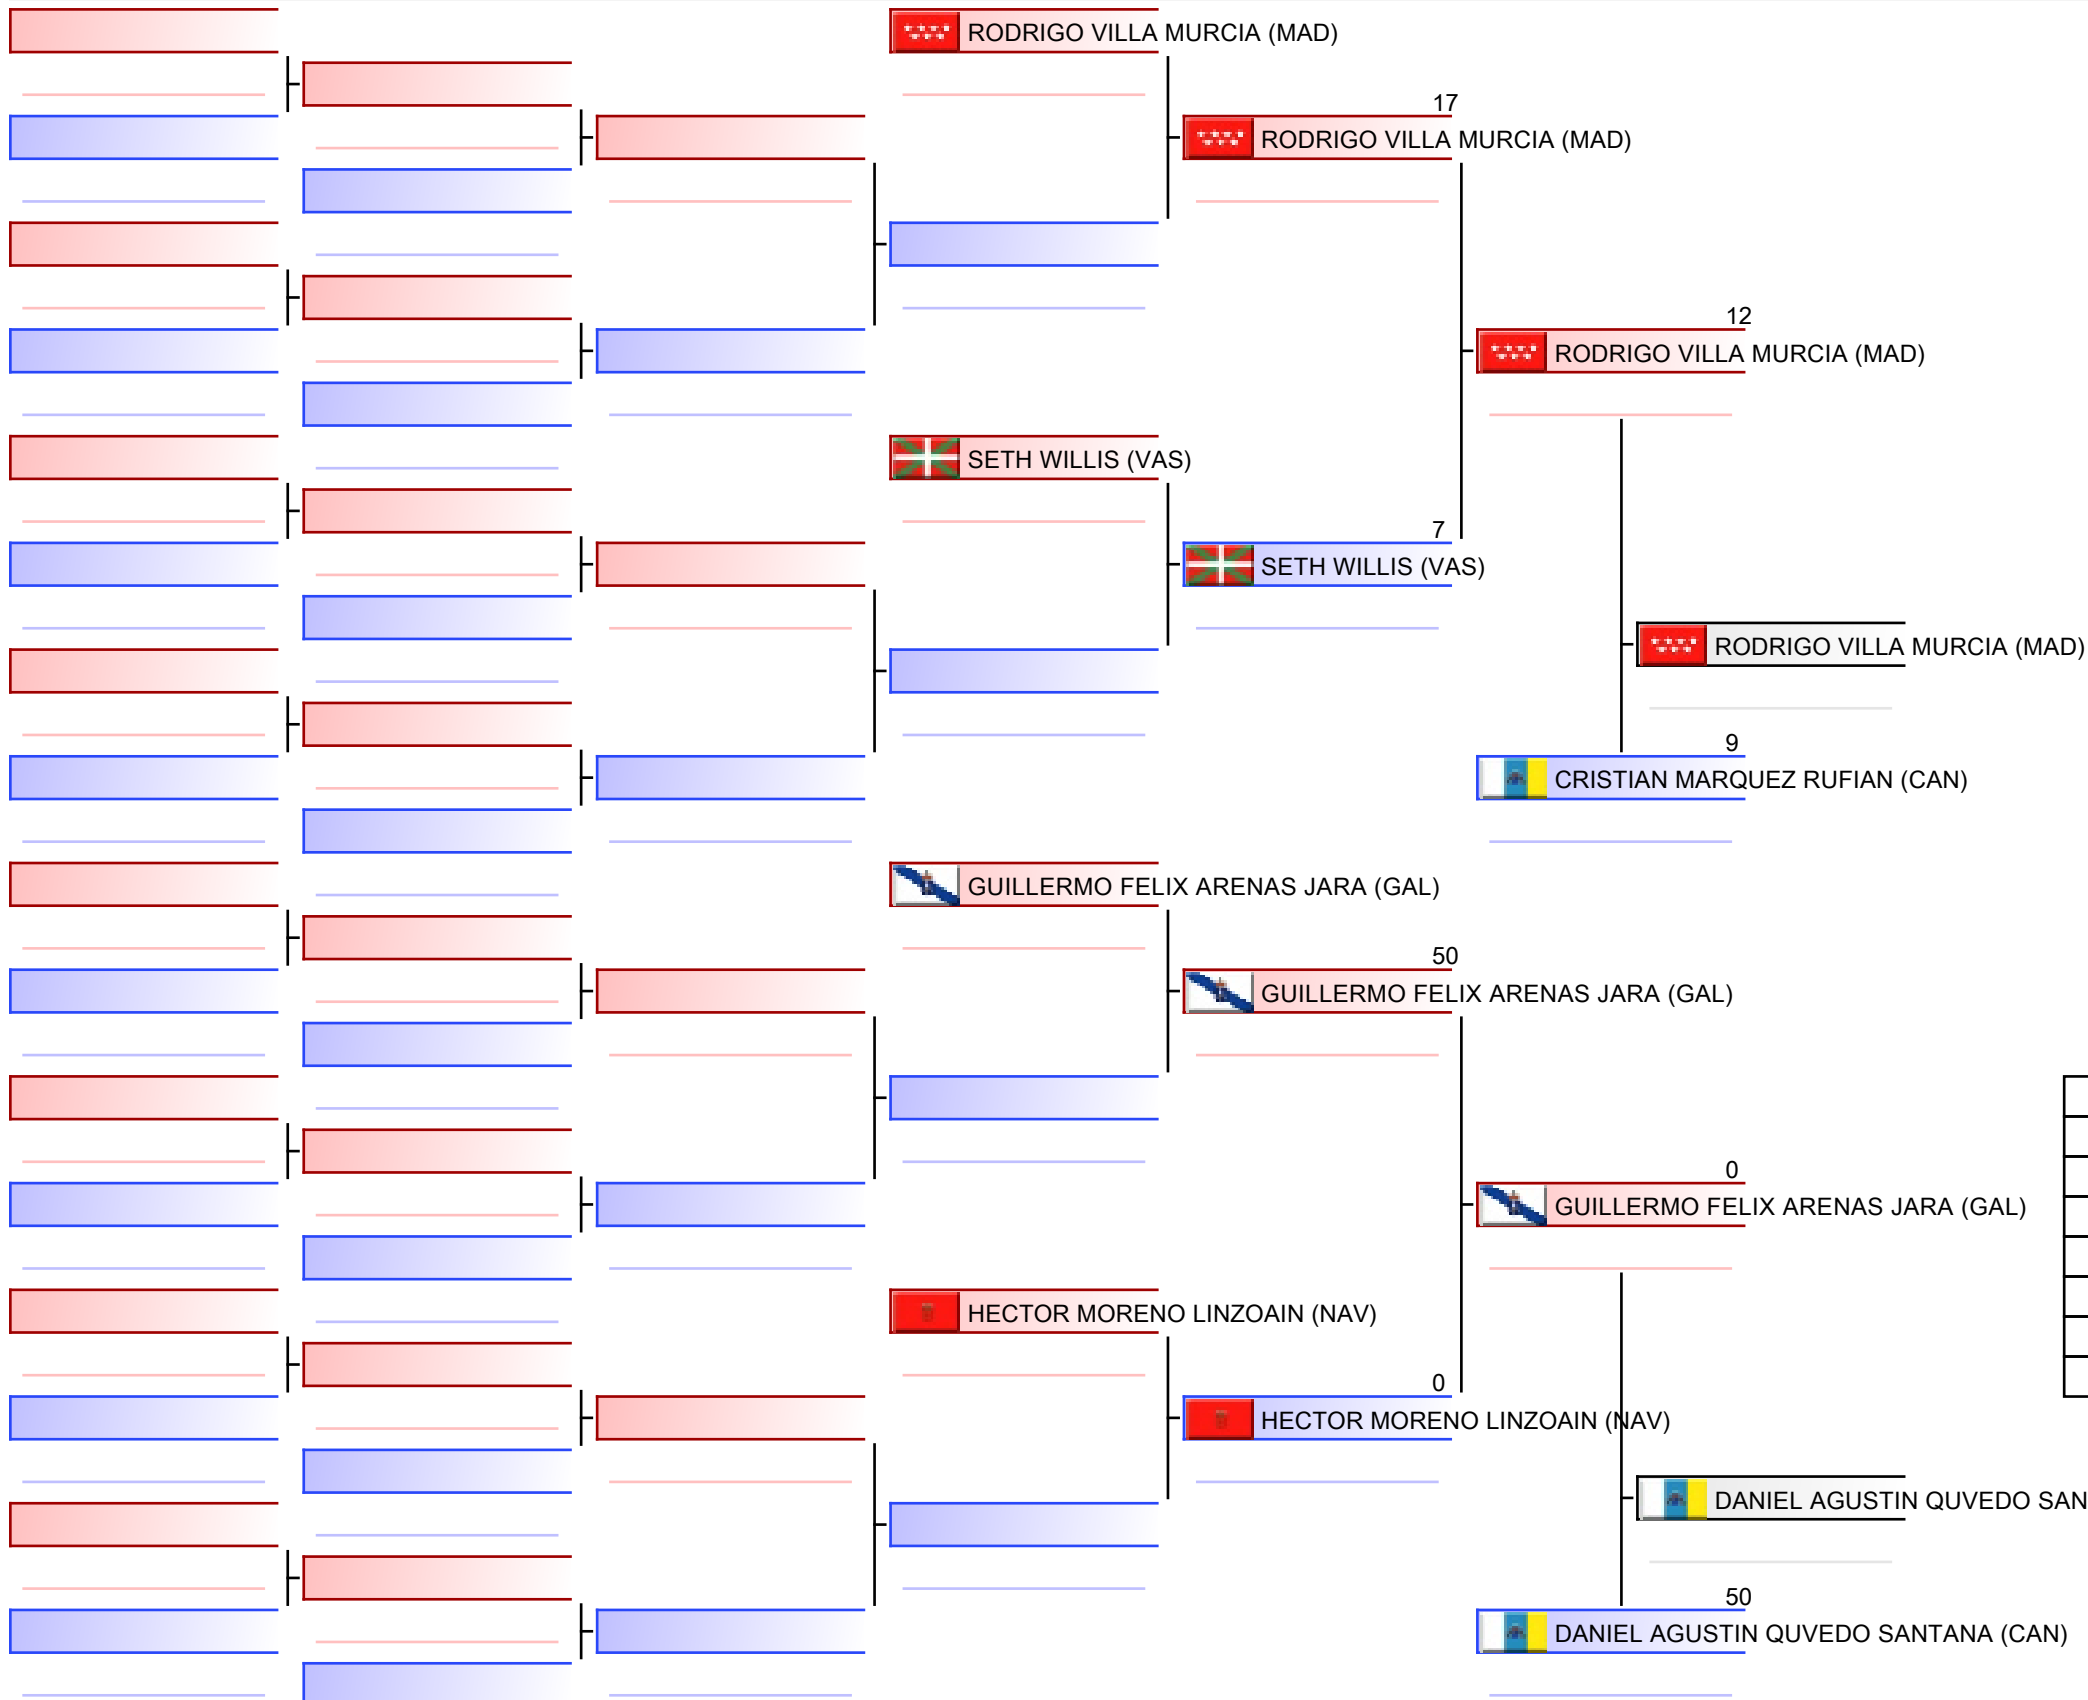 RODRIGO VILLA MURCIA (MAD)
17
RODRIGO VILLA MURCIA (MAD)
12
RODRIGO VILLA MURCIA (MAD)
SETH WILLIS (VAS)
7
SETH WILLIS (VAS)
RODRIGO VILLA MURCIA (MAD)
9
CRISTIAN MARQUEZ RUFIAN (CAN)
GUILLERMO FELIX ARENAS JARA (GAL)
50
GUILLERMO FELIX ARENAS JARA (GAL)
0
GUILLERMO FELIX ARENAS JARA (GAL)
HECTOR MORENO LINZOAIN (NAV)
0
HECTOR MORENO LINZOAIN (NAV)
DANIEL AGUSTIN QUVEDO SAN
50
DANIEL AGUSTIN QUVEDO SANTANA (CAN)